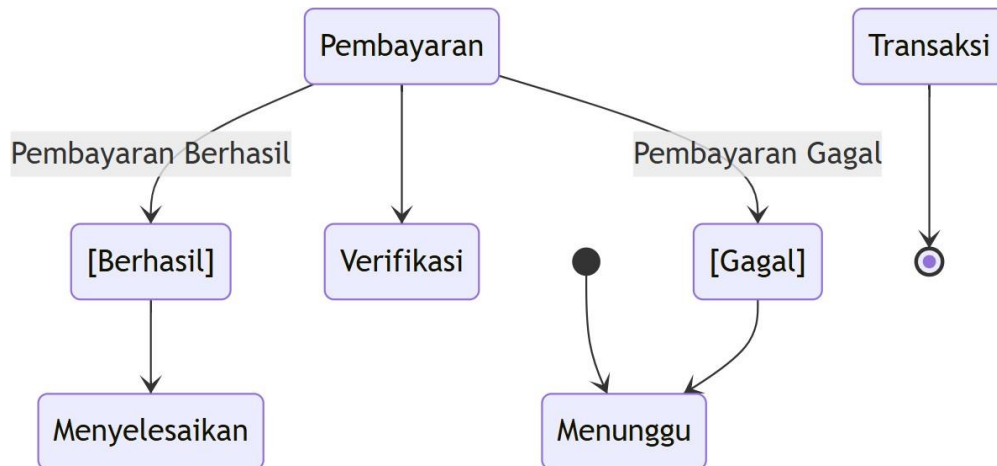 Pembayaran
Transaksi
Pembayaran Berhasil
Pembayaran Gagal
[Berhasil]
Verifikasi
[Gagal]
Menyelesaikan
Menunggu